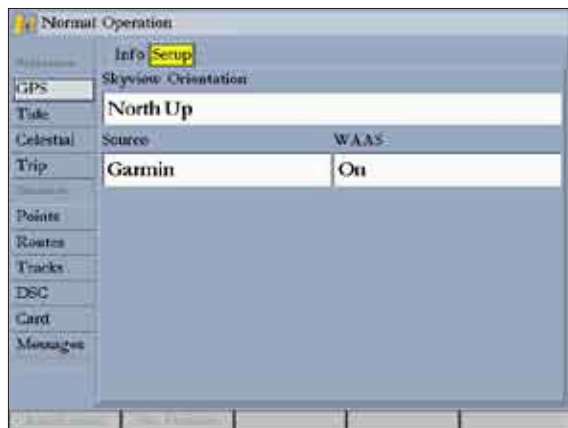 Normal Operation
Info Setup
GPS
Skyview Orientation
Tide
North Up
Celestial
Source WAAS
Trip
Garmin On
Points
Routes
Tracks
DSC
Card
Messages